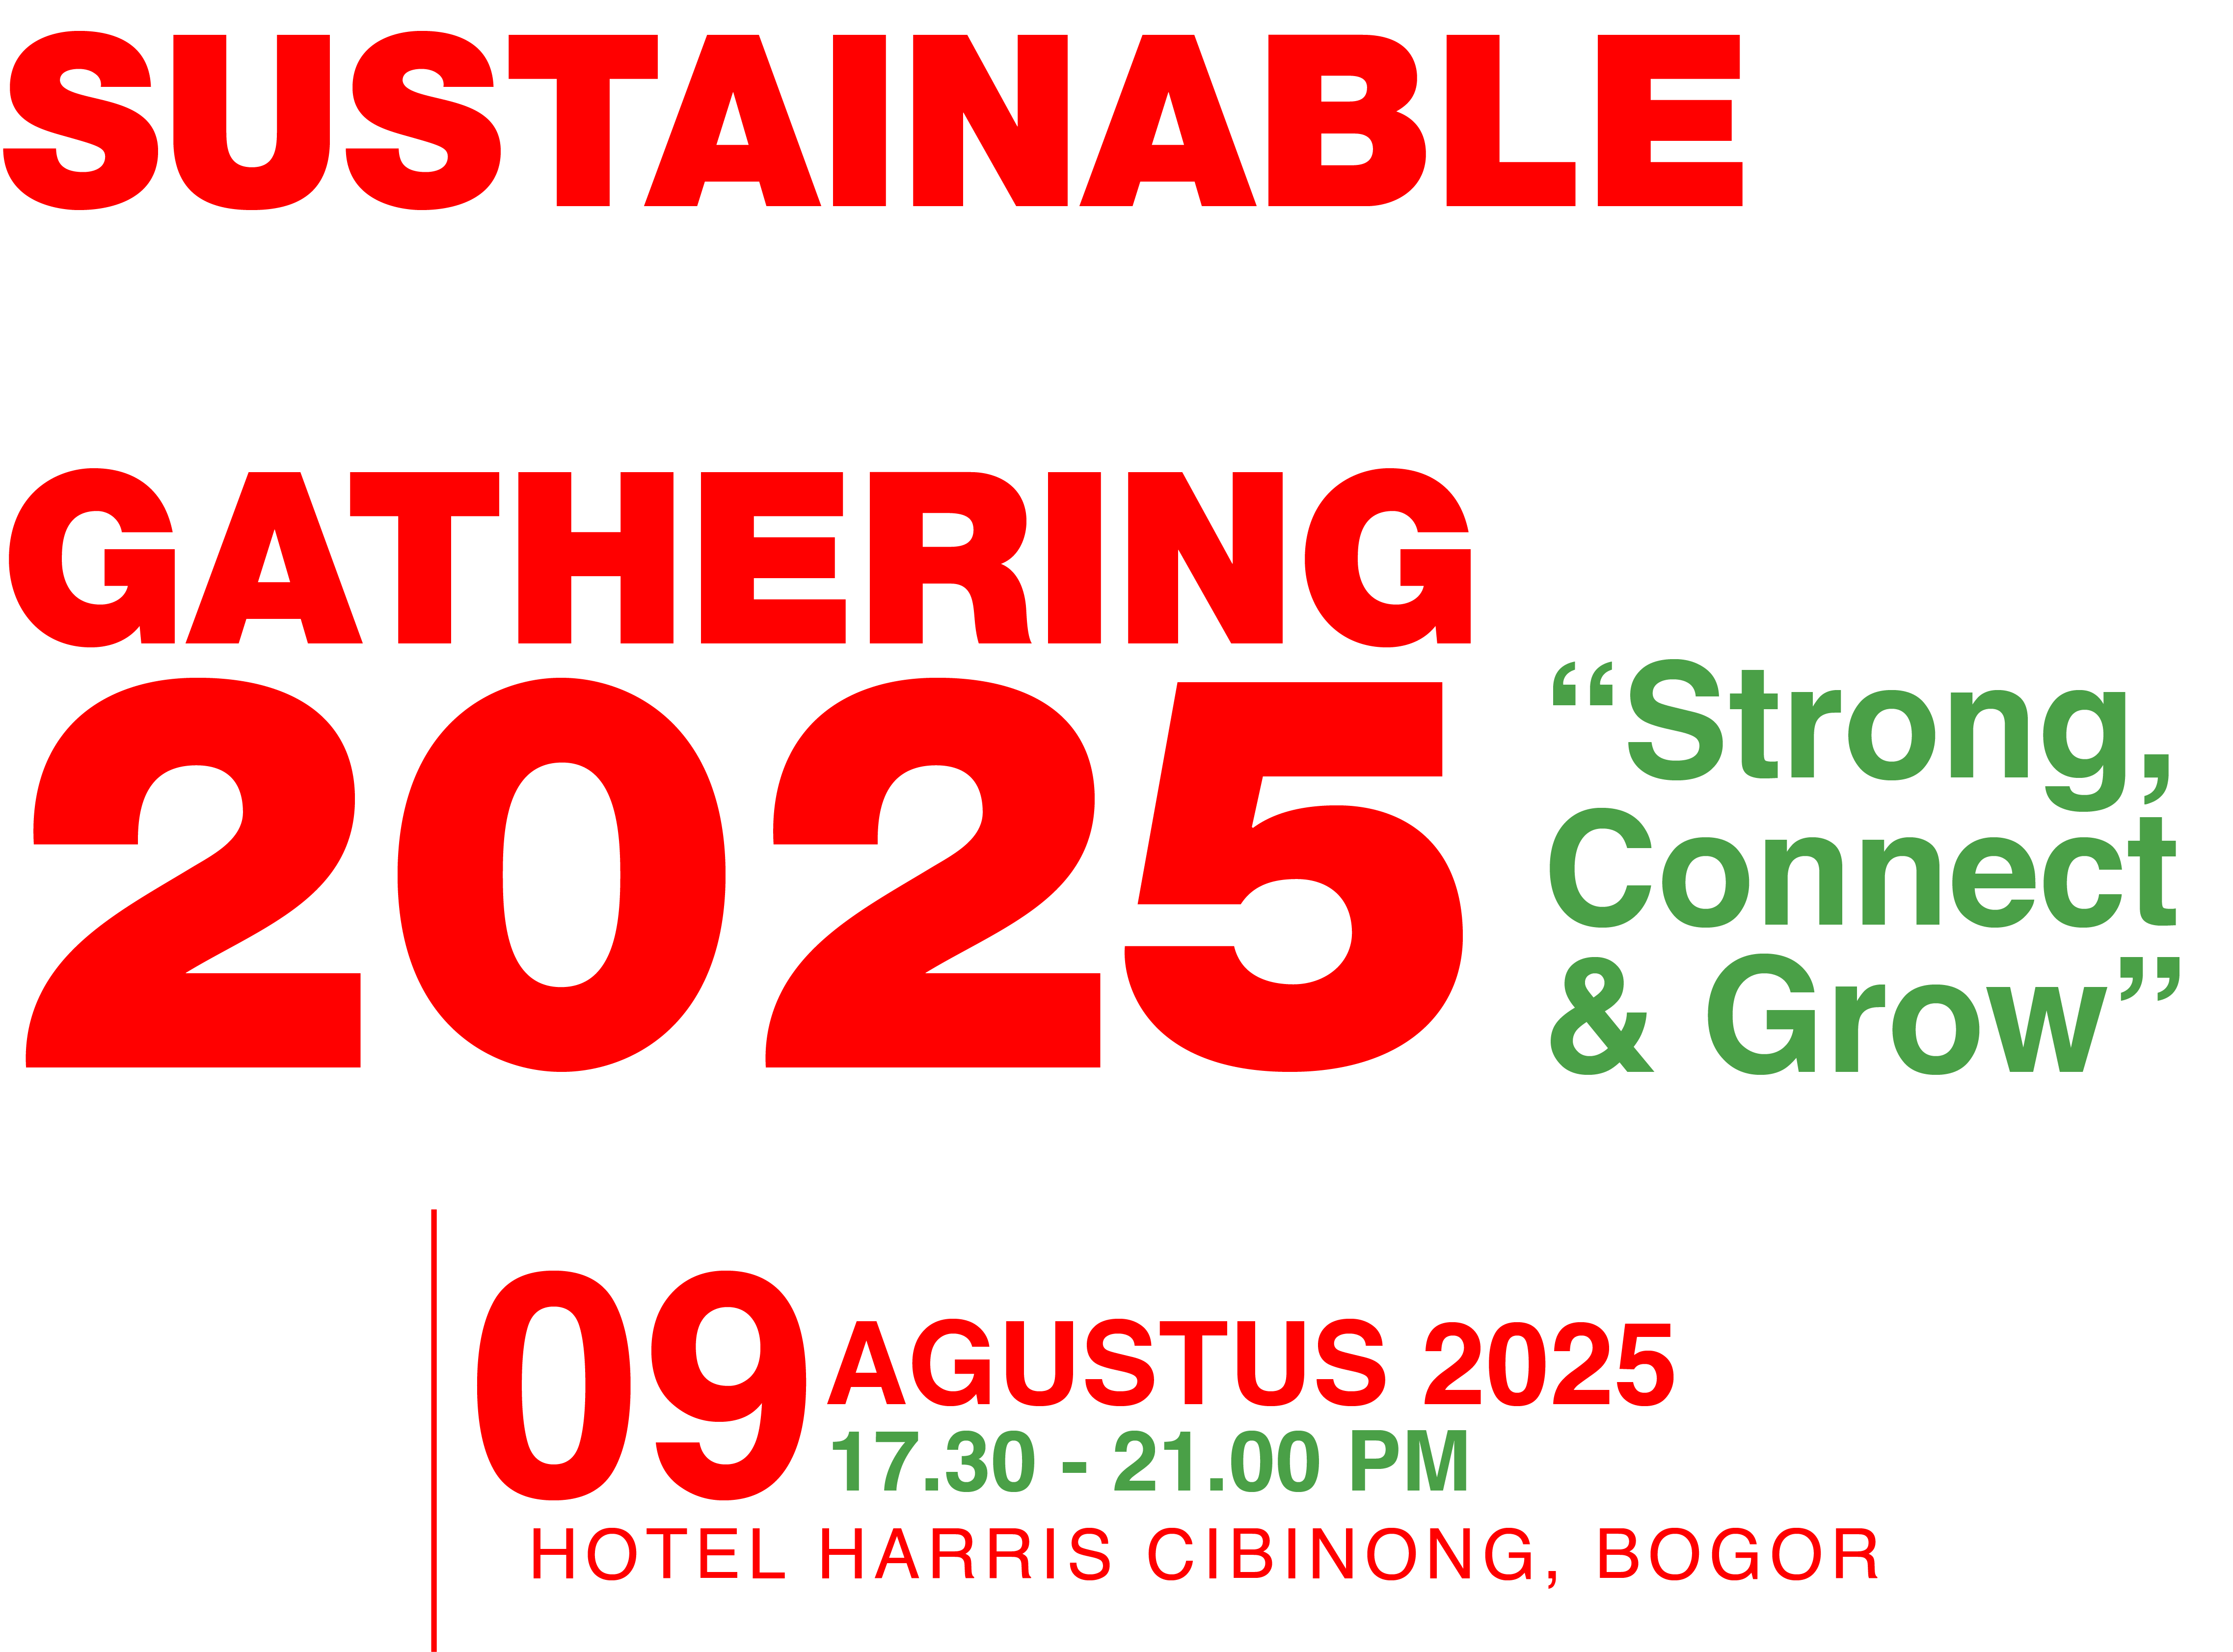 SUSTAINABLE
GATHERING
2025
“Strong,
Connect
& Grow”
09
AGUSTUS 2025
17.30 - 21.00 PM
HOTEL HARRIS CIBINONG, BOGOR